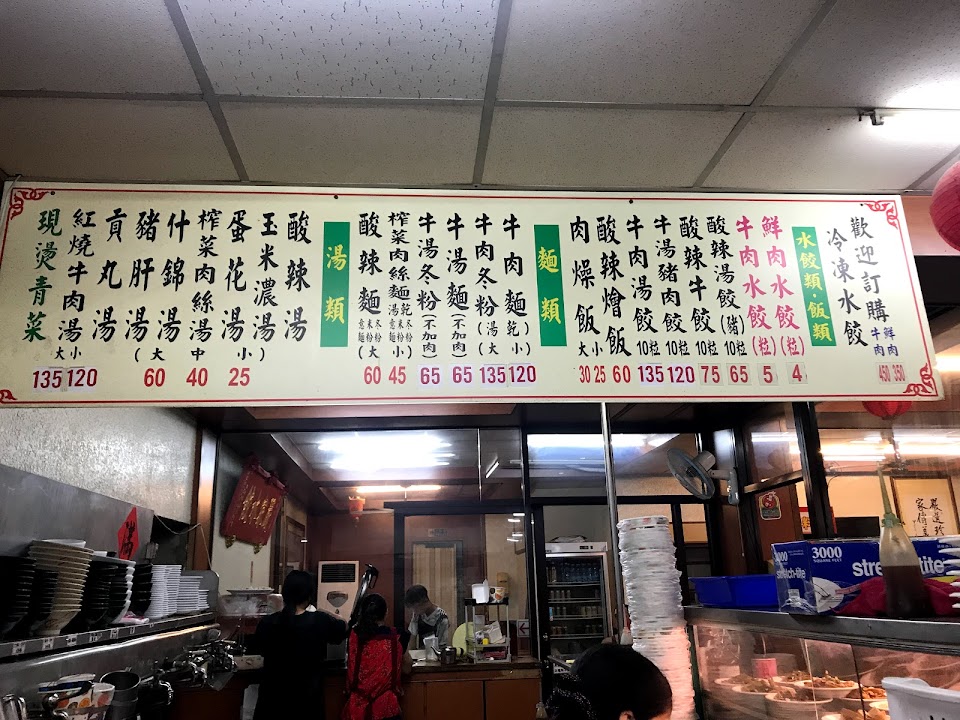 歡迎訂購 鮮肉 350 牛肉 450
冷凍水餃
水餃類·飯類
鮮肉水餃(粒) 4
牛肉水餃(粒) 5
酸辣湯餃(豬) 10粒 65
酸辣牛餃 10粒 75
牛湯豬肉餃 10粒 120
牛肉湯餃 10粒 135
酸辣燴飯 60
肉燥飯 大小 30 25
麵類
牛肉麵(乾
牛肉冬粉(湯)
(大小) 135 120
牛湯麵(不加肉) 65
牛湯冬粉(不加肉) 65
榨菜肉絲麵
酸辣麵
(大小) 60 45
湯類
酸辣湯
玉米濃湯
蛋花湯
榨菜肉絲湯
什錦湯
豬肝湯
貢丸湯
(大中小) 60 40 25
紅燒牛肉湯 大小 135 120
現燙青菜
3000
stretch-tite